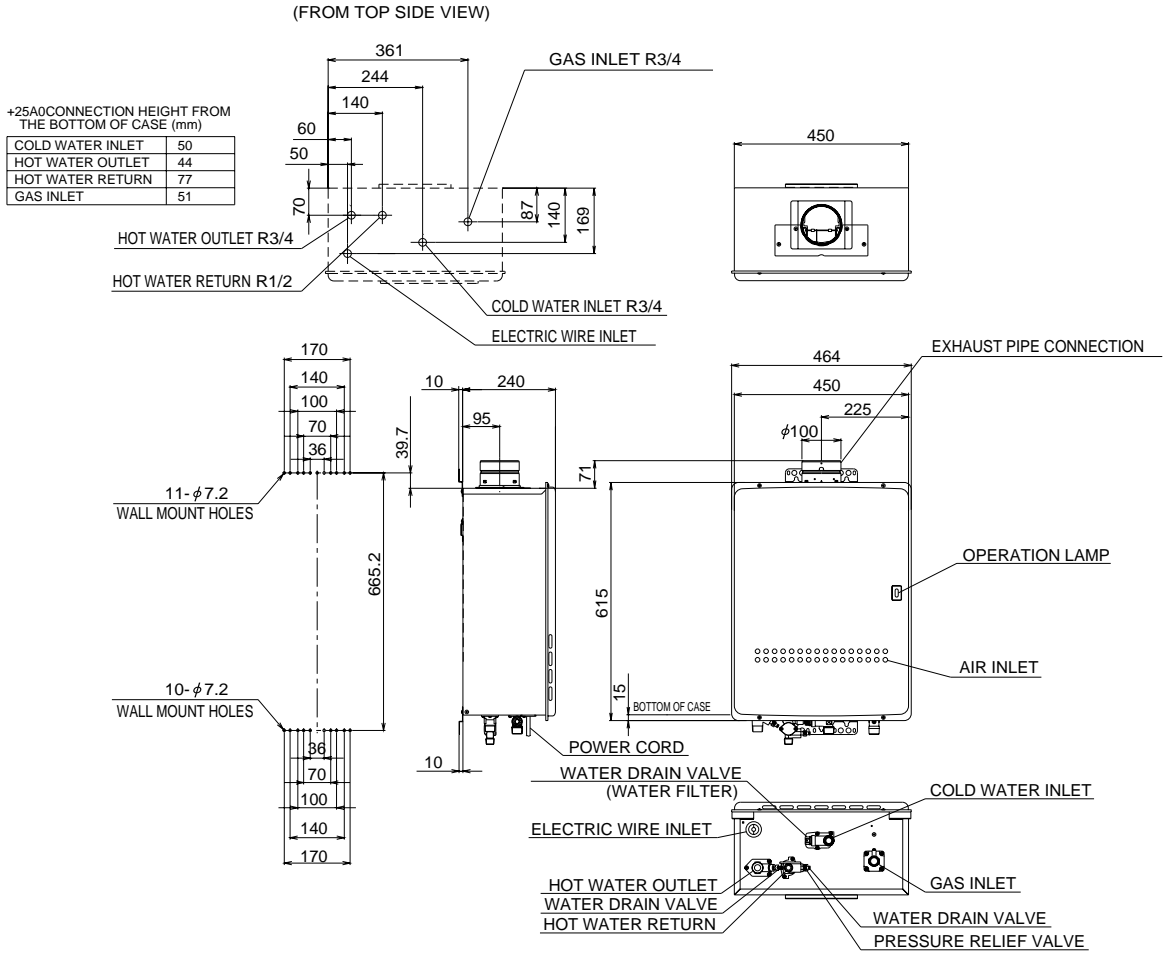 (FROM TOP SIDE VIEW)
361
GAS INLET R3/4
244
140
60
50
70
87
140
169
HOT WATER OUTLET R3/4
HOT WATER RETURN R1/2
COLD WATER INLET R3/4
ELECTRIC WIRE INLET
+25A0CONNECTION HEIGHT FROM
THE BOTTOM OF CASE (mm)
COLD WATER INLET 50
HOT WATER OUTLET 44
HOT WATER RETURN 77
GAS INLET 51
450
170
140
100
70
36
11-ϕ7.2
WALL MOUNT HOLES
665.2
10-ϕ7.2
WALL MOUNT HOLES
36
70
100
140
170
10
240
95
39.7
10
POWER CORD
464
450
225
ϕ100
71
EXHAUST PIPE CONNECTION
615
OPERATION LAMP
AIR INLET
15
BOTTOM OF CASE
WATER DRAIN VALVE
(WATER FILTER)
COLD WATER INLET
ELECTRIC WIRE INLET
HOT WATER OUTLET
WATER DRAIN VALVE
HOT WATER RETURN
GAS INLET
WATER DRAIN VALVE
PRESSURE RELIEF VALVE